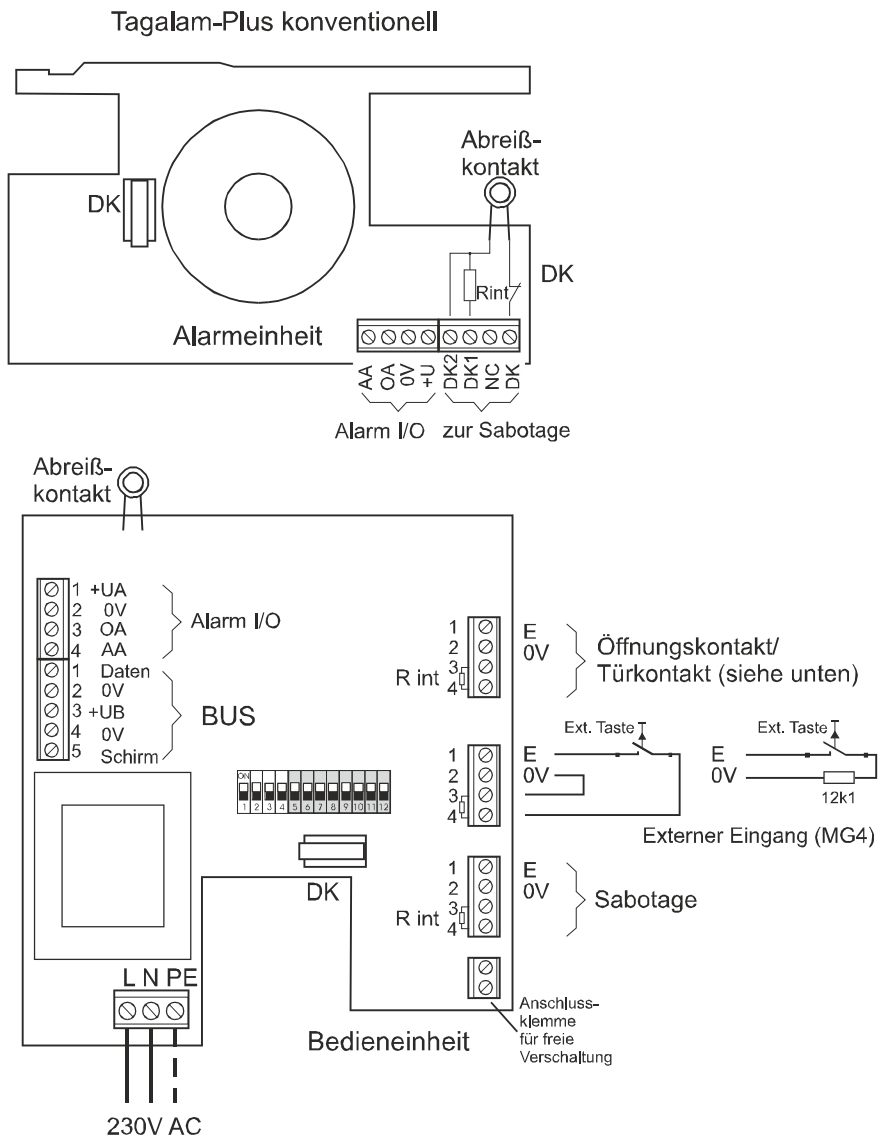 Tagalam-Plus konventionell
Abreiß-
kontakt
DK
DK
Rint
Alarmeinheit
AA
OA
0V
+U
DK2
DK1
NC
DK
Alarm I/O
zur Sabotage
Abreiß-
kontakt
1 +UA
2 0V
3 OA
4 AA
Alarm I/O
1 Daten
2 0V
3 +UB
4 0V
5 Schirm
BUS
1
2
3
4
R int
E
0V
Öffnungskontakt/
Türkontakt (siehe unten)
1
2
3
4
E
0V
Ext. Taste
Ext. Taste
E
0V
12k1
Externer Eingang (MG4)
ON
1 2 3 4 5 6 7 8 9 10 11 12
DK
1
2
3
4
R int
E
0V
Sabotage
L N PE
Bedieneinheit
Anschluss-
klemme
für freie
Verschaltung
230V AC